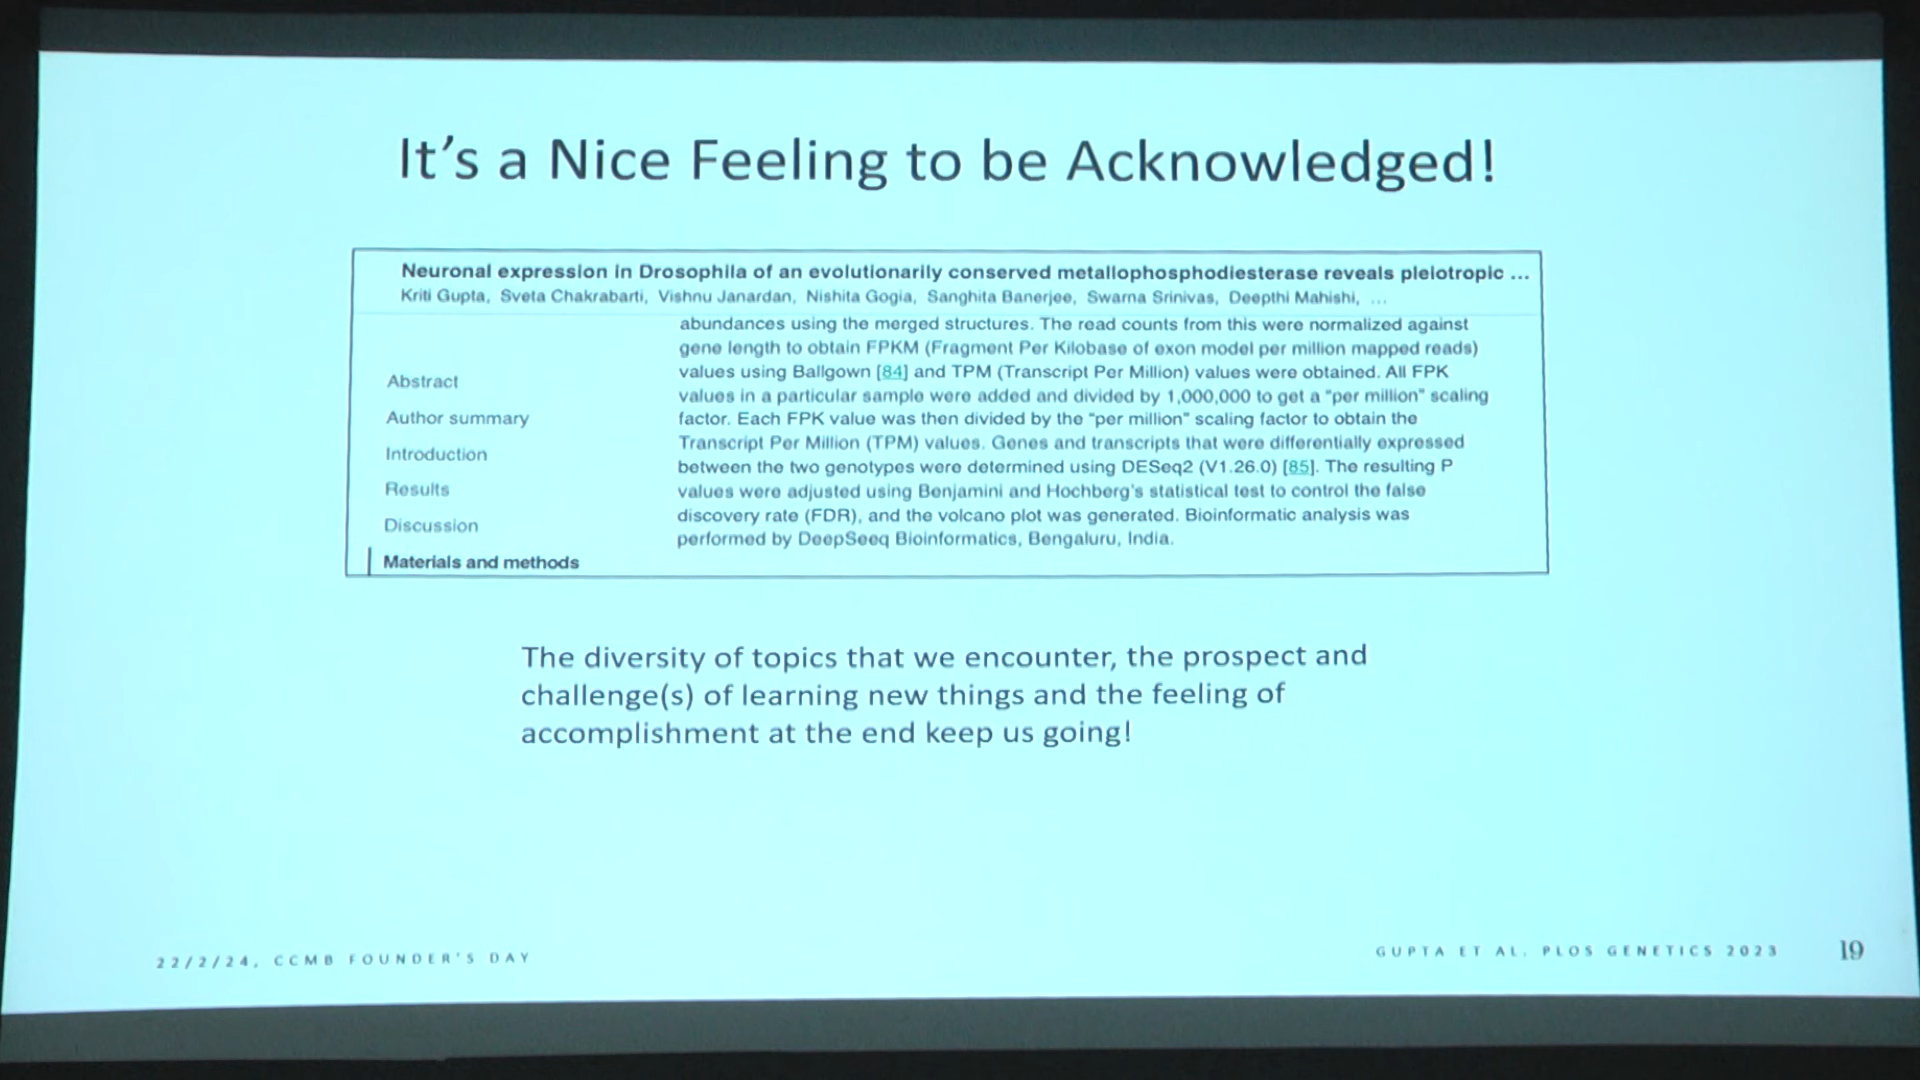 It's a Nice Feeling to be Acknowledged!
Neuronal expression in Drosophila of an evolutionarily conserved metallophosphodiesterase reveals pleiotropic ...
Kriti Gupta, Sveta Chakrabarti, Vishnu Janardan, Nishita Gogia, Sanghita Banerjee, Swarna Srinivas, Deepthi Mahishi, ...
abundances using the merged structures. The read counts from this were normalized against
gene length to obtain FPKM (Fragment Per Kilobase of exon model per million mapped reads)
values using Ballgown [84] and TPM (Transcript Per Million) values were obtained. All FPK
values in a particular sample were added and divided by 1,000,000 to get a "per million" scaling
factor. Each FPK value was then divided by the "per million" scaling factor to obtain the
Transcript Per Million (TPM) values. Genes and transcripts that were differentially expressed
between the two genotypes were determined using DESeq2 (V1.26.0) [85]. The resulting P
values were adjusted using Benjamini and Hochberg's statistical test to control the false
discovery rate (FDR), and the volcano plot was generated. Bioinformatic analysis was
performed by DeepSeeq Bioinformatics, Bengaluru, India.
Abstract
Author summary
Introduction
Results
Discussion
Materials and methods
The diversity of topics that we encounter, the prospect and
challenge(s) of learning new things and the feeling of
accomplishment at the end keep us going!
22/2/24, CCMB FOUNDER'S DAY
GUPTA ET AL. PLOS GENETICS 2023
19